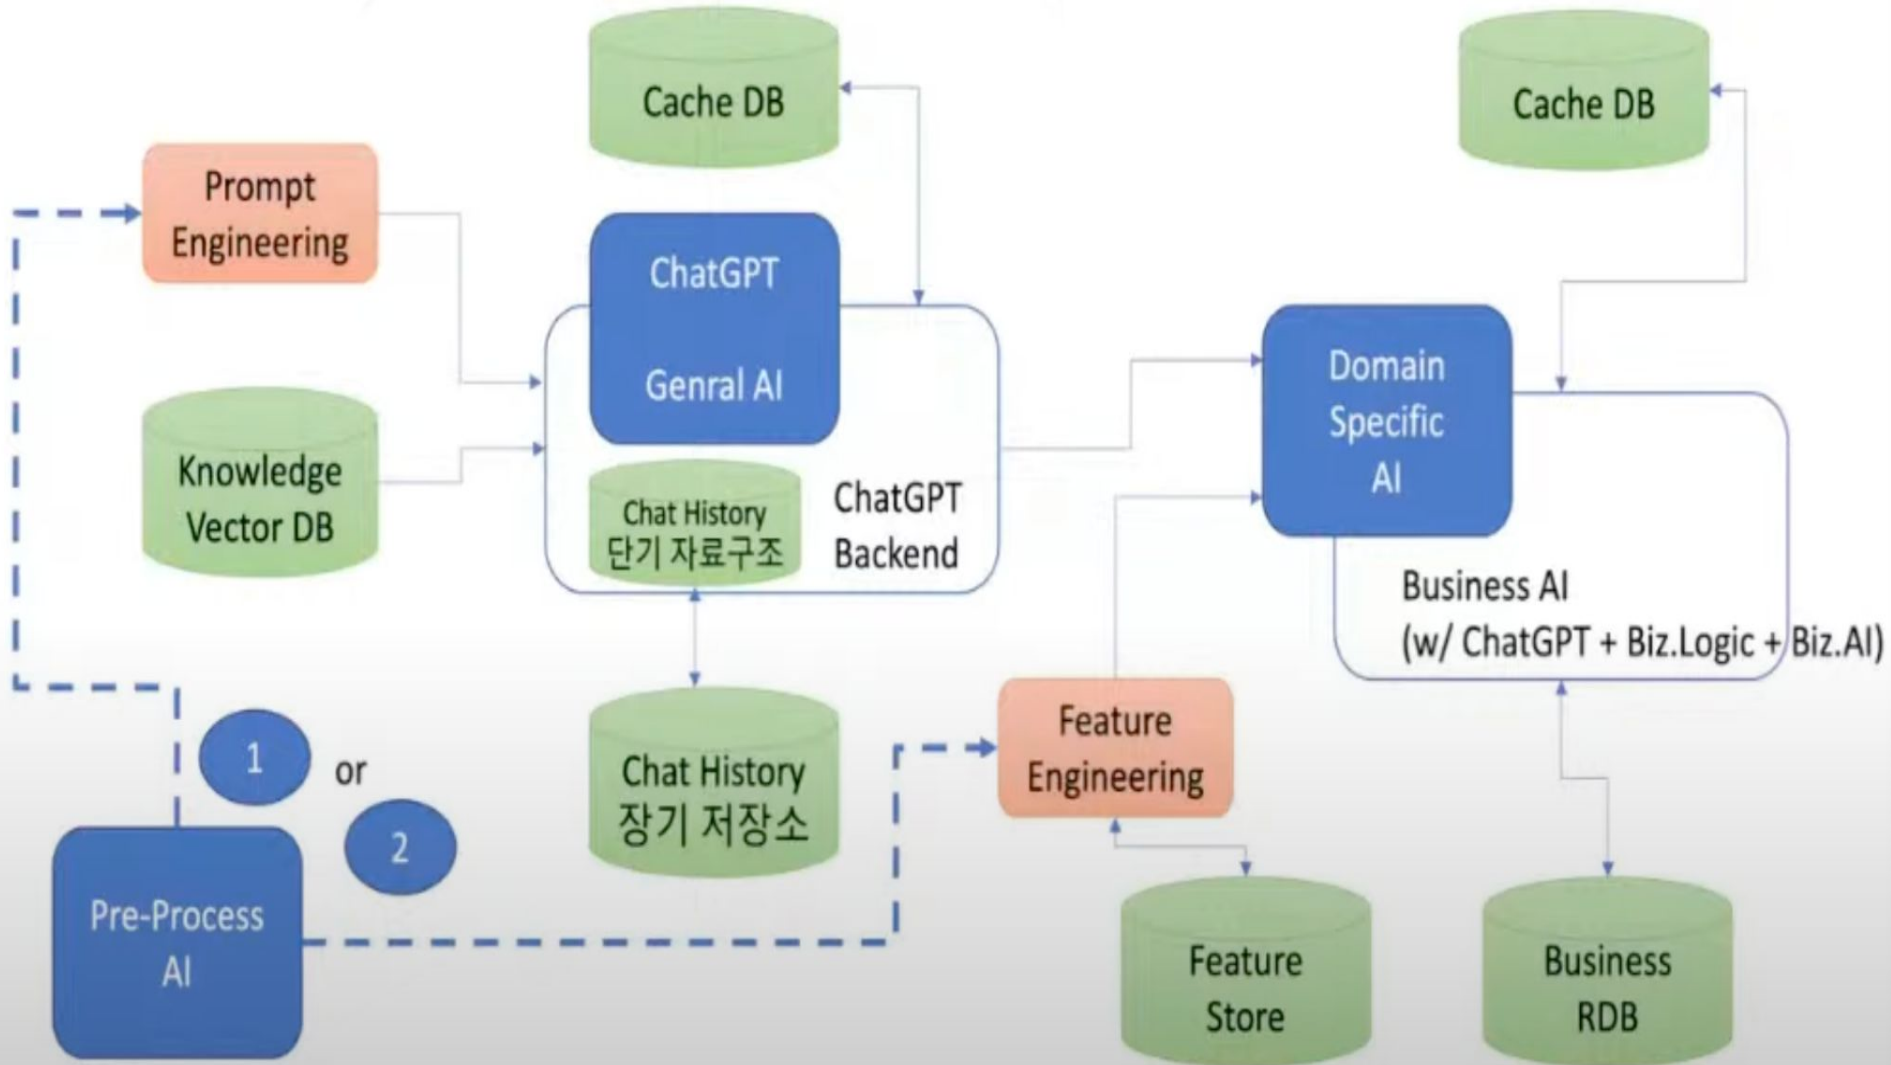 Cache DB
Cache DB
Prompt
Engineering
ChatGPT
Genral AI
Domain
Specific
AI
Knowledge
Vector DB
Chat History
단기 자료구조
ChatGPT
Backend
Business AI
(w/ ChatGPT + Biz.Logic + Biz.AI)
1
or
2
Chat History
장기 저장소
Feature
Engineering
Pre-Process
AI
Feature
Store
Business
RDB